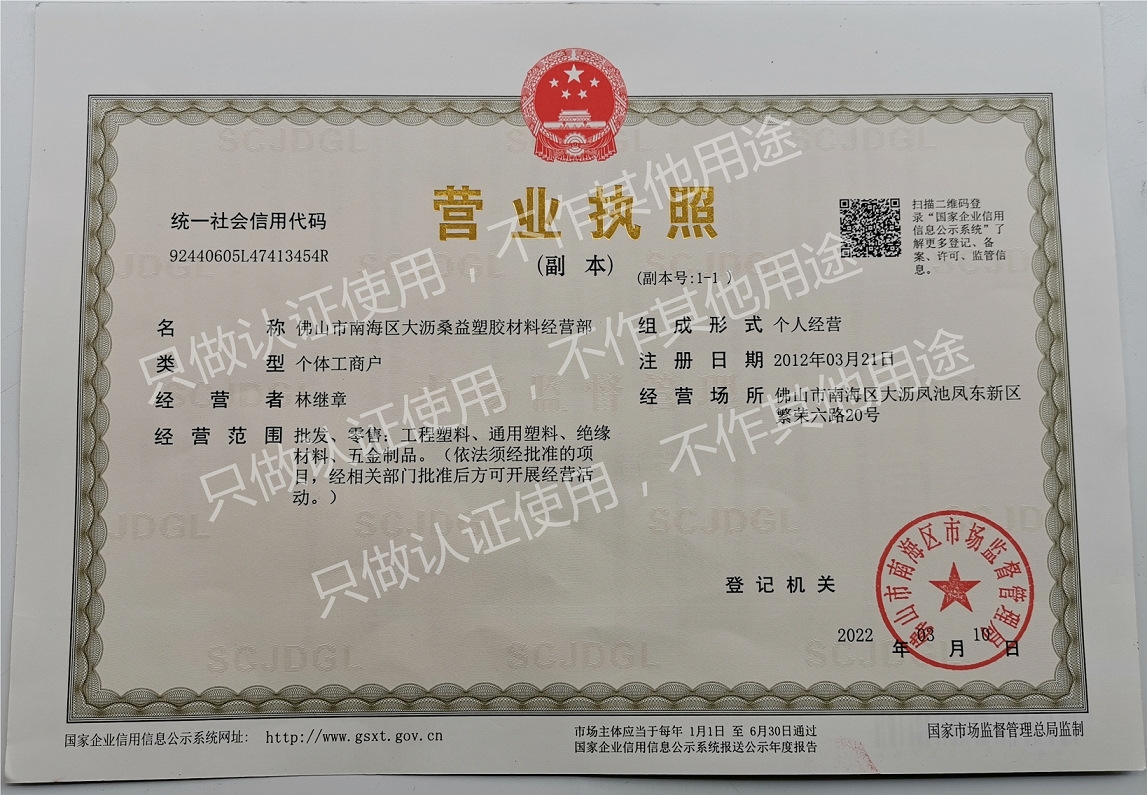 营业执照
(副 本)
(副本号:1-1 )
统一社会信用代码
92440605L47413454R
扫描二维码登
录“国家企业信用
信息公示系统”了
解更多登记、备
案、许可、监管信
息。
名 称 佛山市南海区大沥桑益塑胶材料经营部
类 型 个体工商户
经 营 者 林继章
经 营 范 围 批发、零售：工程塑料、通用塑料、绝缘
材料、五金制品。（依法须经批准的项
目，经相关部门批准后方可开展经营活
动。）
组 成 形 式 个人经营
注 册 日 期 2012年03月21日
经 营 场 所 佛山市南海区大沥凤池凤东新区
繁荣六路20号
只做认证使用，不作其他用途
只做认证使用，不作其他用途
只做认证使用，不作其他用途
登 记 机 关
佛山市南海区市场监督管理局
2022 年 03 月 10 日
国家企业信用信息公示系统网址： http://www.gsxt.gov.cn
市场主体应当于每年 1月1日 至 6月30日通过
国家企业信用信息公示系统报送公示年度报告
国家市场监督管理总局监制
SCJDGL
SCJDGL
SCJDGL
SCJDGL
SCJDGL
SCJDGL
SCJDGL
SCJDGL